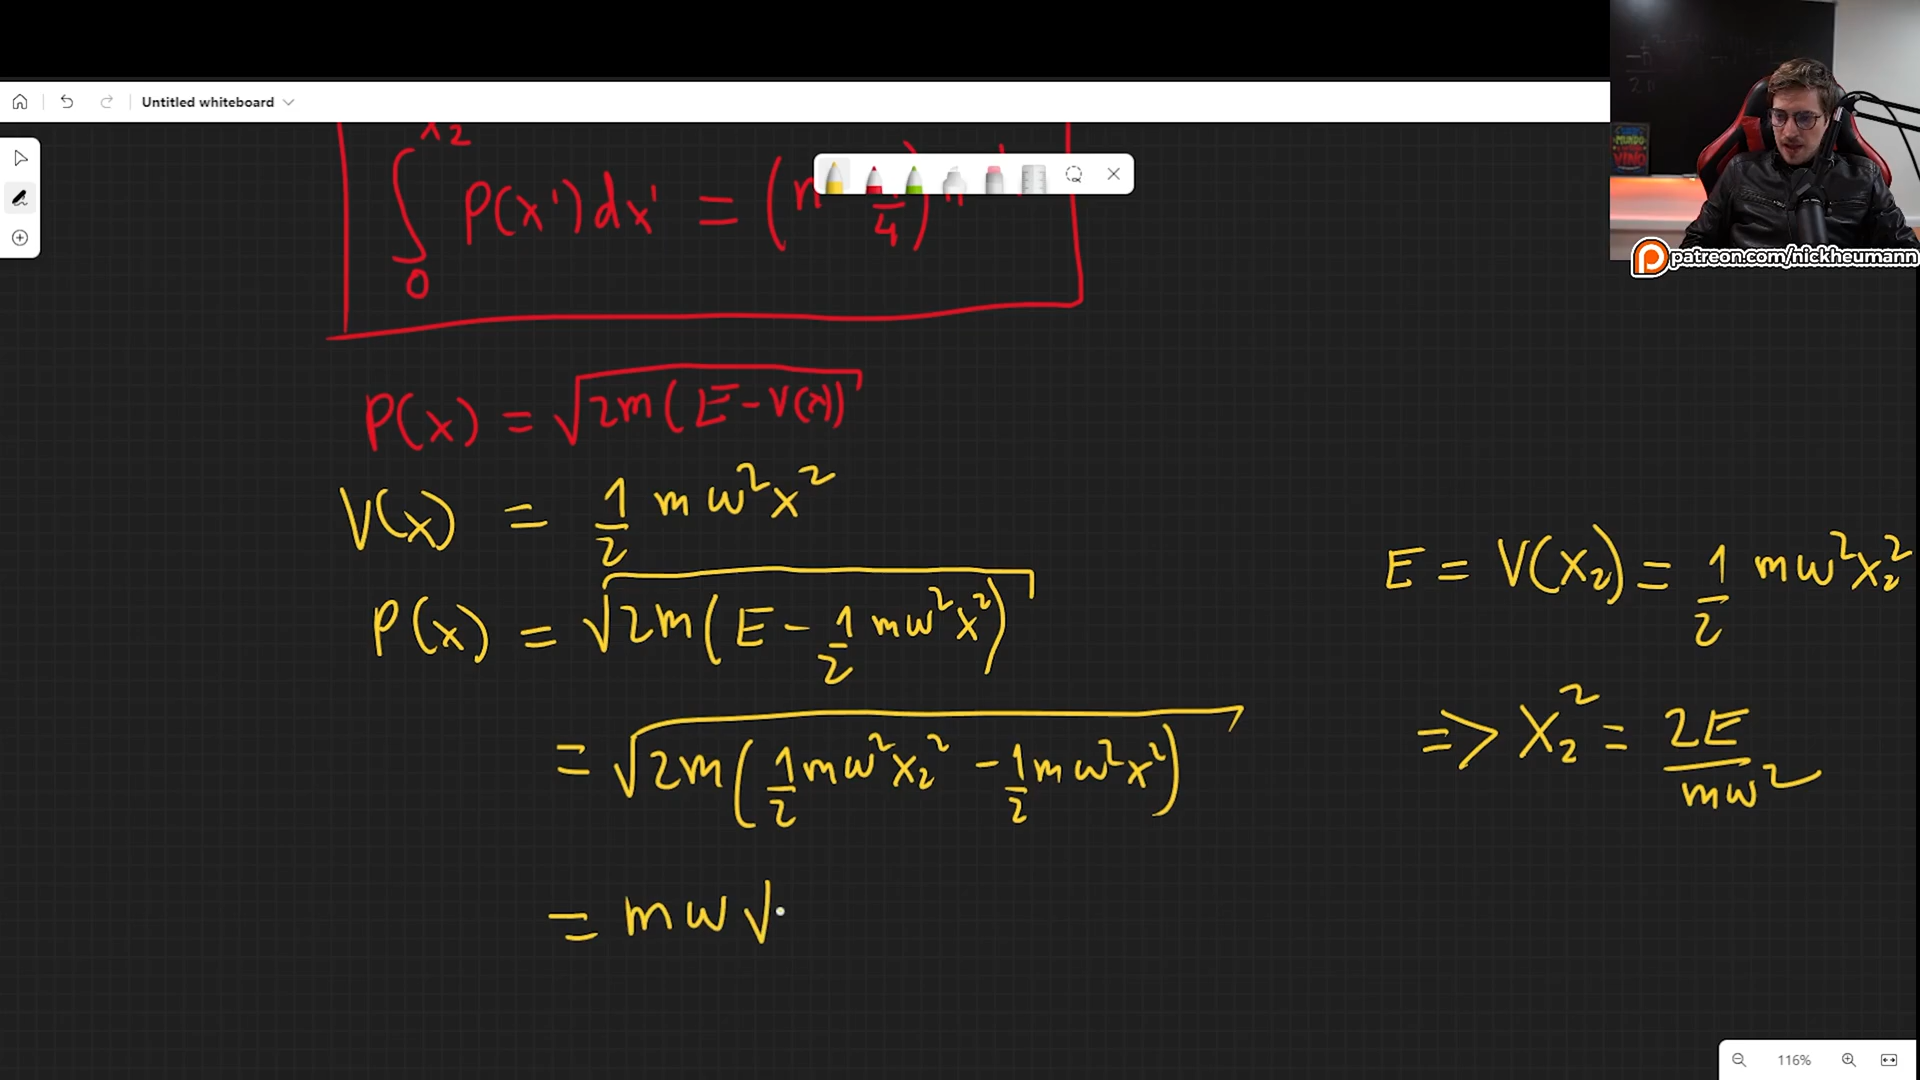 Untitled whiteboard
x₂
∫₀ P(x')dx' = (n 1/4)π
P(x) = √(2m(E-V(x)))
V(x) = 1/2 mω²x²
P(x) = √(2m(E - 1/2 mω²x²))
= √(2m(1/2 mω²x₂² - 1/2 mω²x²))
= mω√
E = V(x₂) = 1/2 mω²x₂²
=> x₂² = 2E/mω²
patreon.com/nickheumann
116%